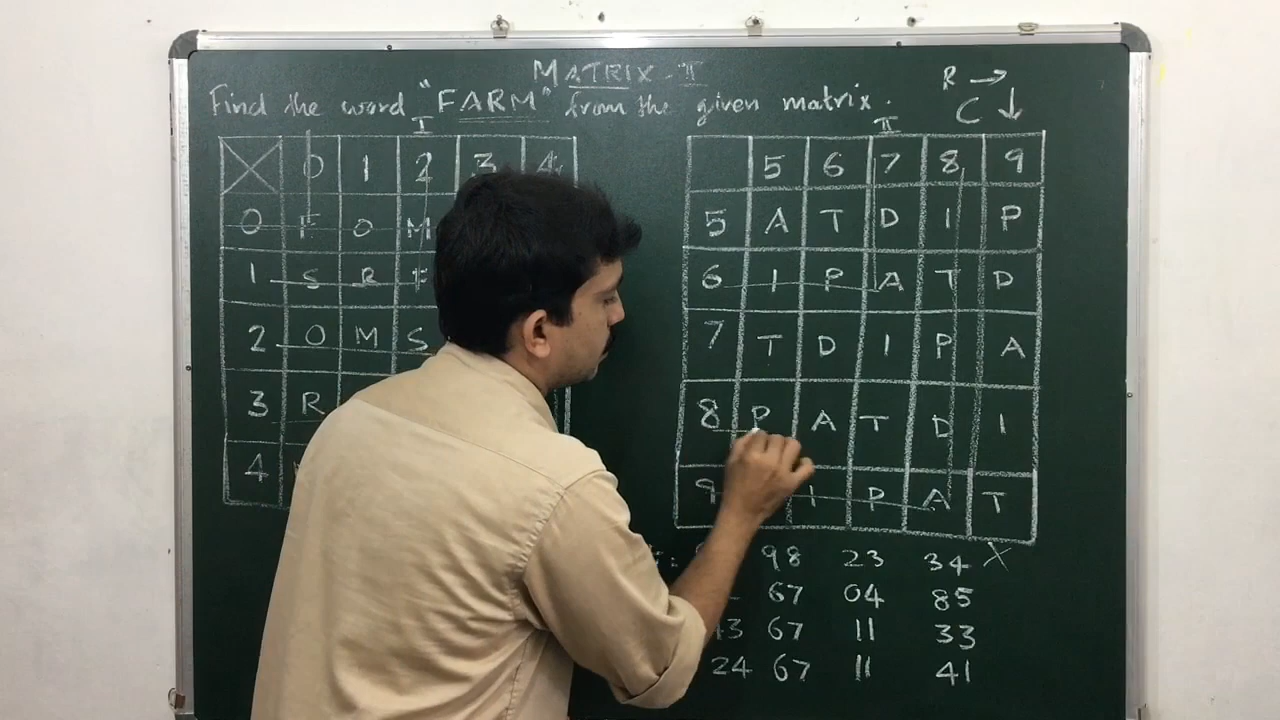 MATRIX-II
Find the word "FARM" from the given matrix.
R →
C ↓
I
II
0 1 2 3 4
0 F O M
1 S R F
2 O M S
3 R
4
5 6 7 8 9
5 A T D I P
6 I P A T D
7 T D I P A
8 P A T D I
9 I P A T
98 23 34 X
67 04 85
43 67 11 33
24 67 11 41